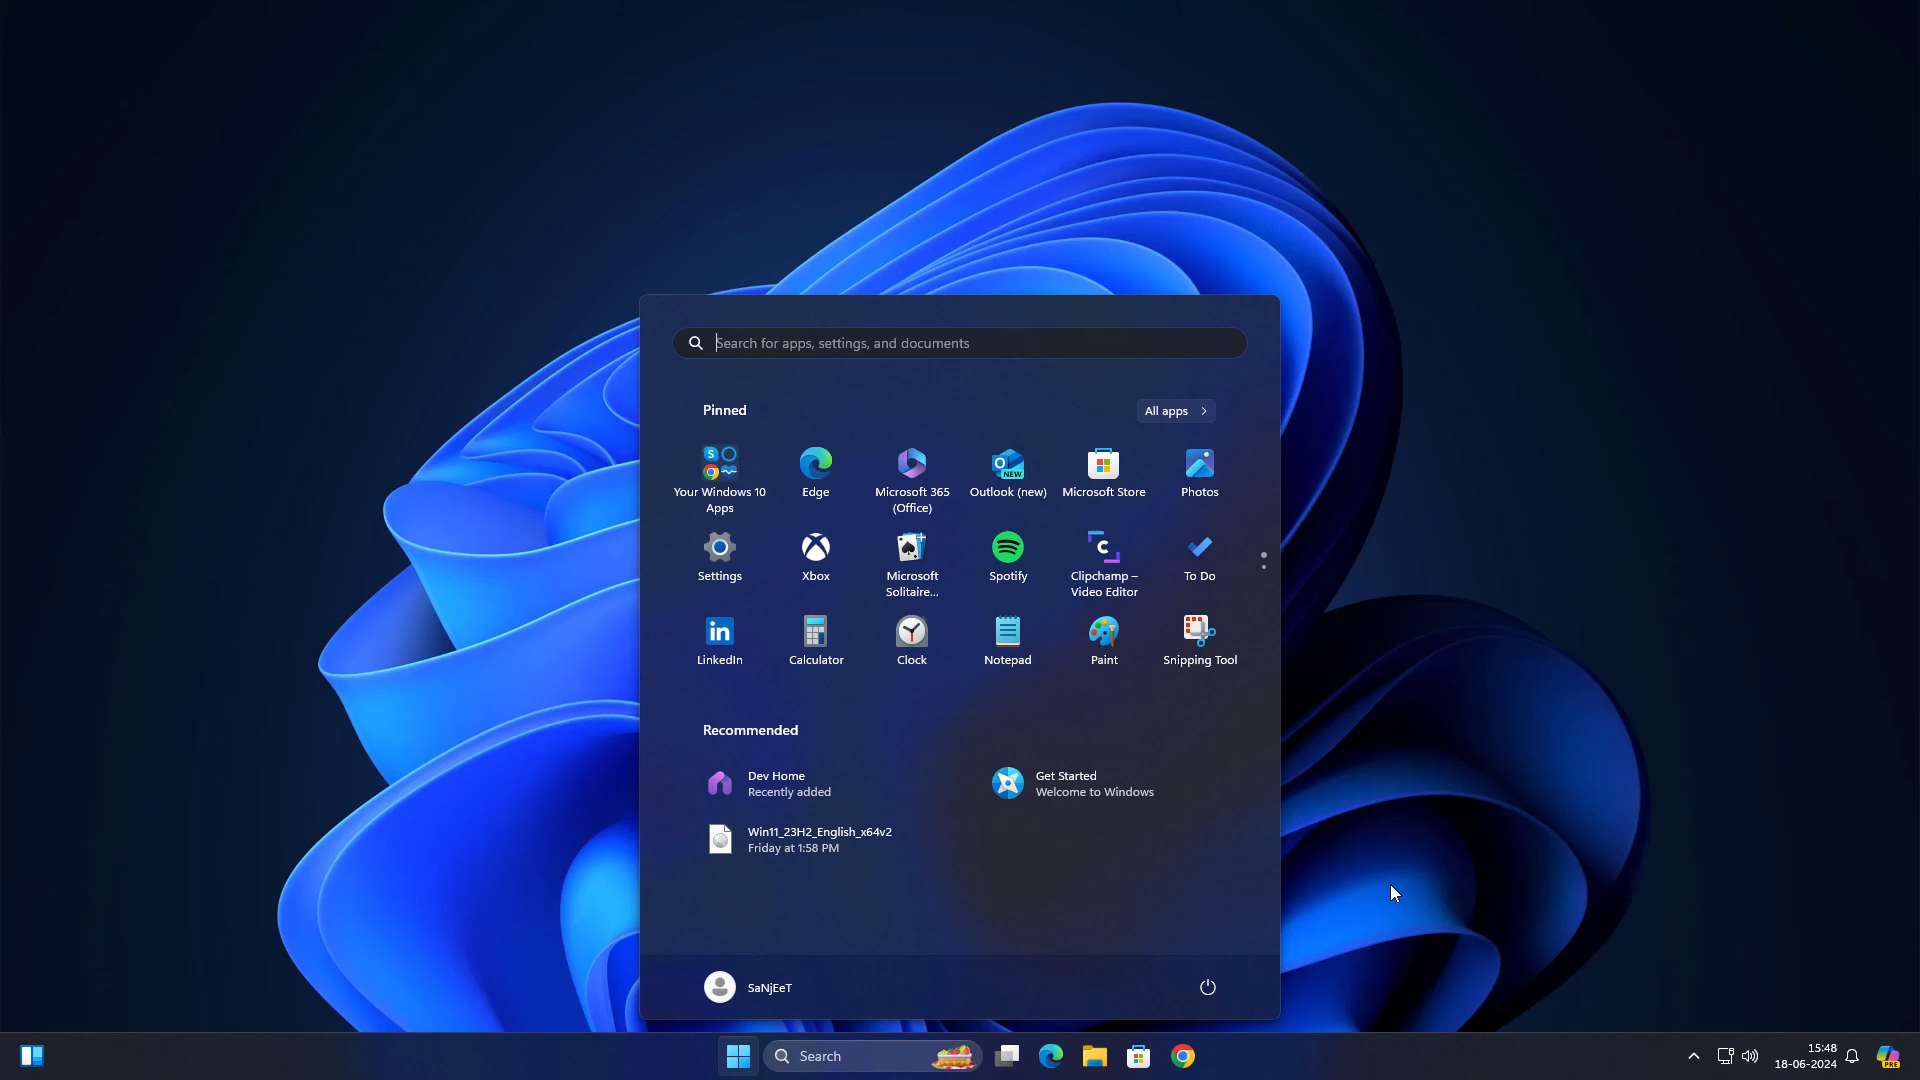 Search for apps, settings, and documents
Pinned
All apps
Your Windows 10
Apps
Edge
Microsoft 365
(Office)
Outlook (new)
Microsoft Store
Photos
Settings
Xbox
Microsoft
Solitaire...
Spotify
Clipchamp –
Video Editor
To Do
LinkedIn
Calculator
Clock
Notepad
Paint
Snipping Tool
Recommended
Dev Home
Recently added
Get Started
Welcome to Windows
Win11_23H2_English_x64v2
Friday at 1:58 PM
SaNjEeT
Search
15:48
18-06-2024
PRE